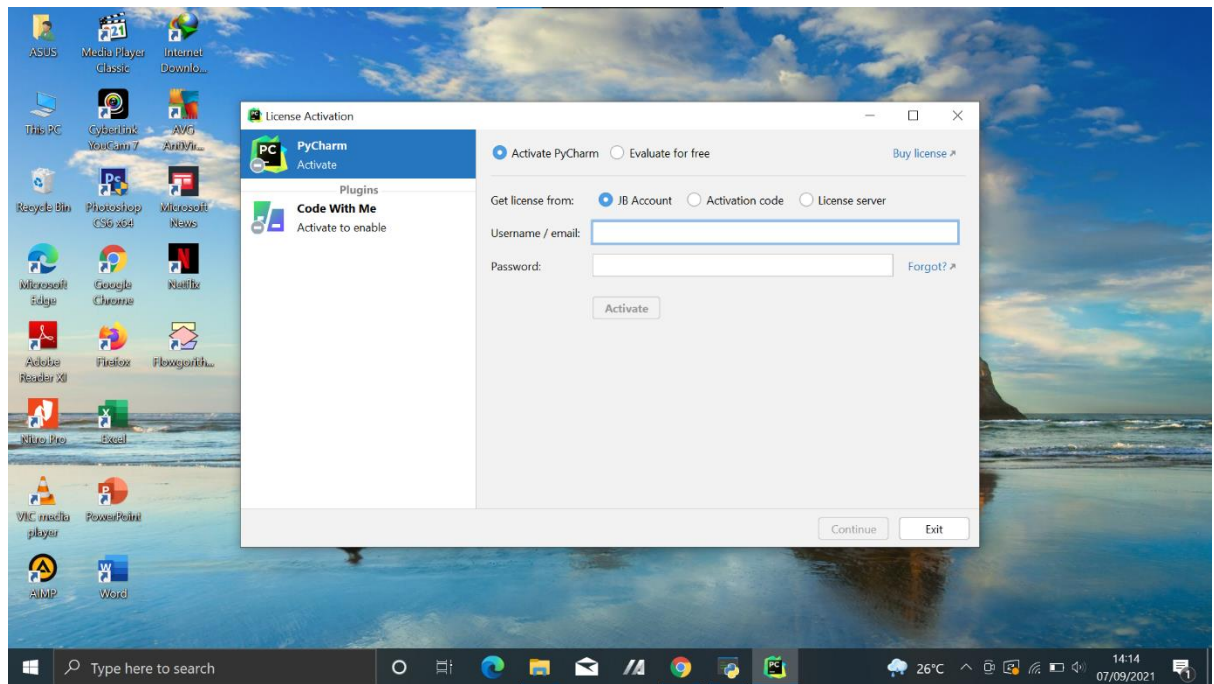 ASUS
Media Player
Classic
Internet
Downlo...
This PC
CyberLink
YouCam 7
AVG
AntiVir...
Recycle Bin
Photoshop
CS6 x64
Microsoft
News
Microsoft
Edge
Google
Chrome
Netflix
Adobe
Reader XI
Firefox
Flowgorith...
Nitro Pro
Excel
VLC media
player
PowerPoint
AIMP
Word
License Activation
PC
PyCharm
Activate
Plugins
Code With Me
Activate to enable
Activate PyCharm
Evaluate for free
Buy license
Get license from:
JB Account
Activation code
License server
Username / email:
Password:
Forgot?
Activate
Continue
Exit
Type here to search
26°C
14:14
07/09/2021
1